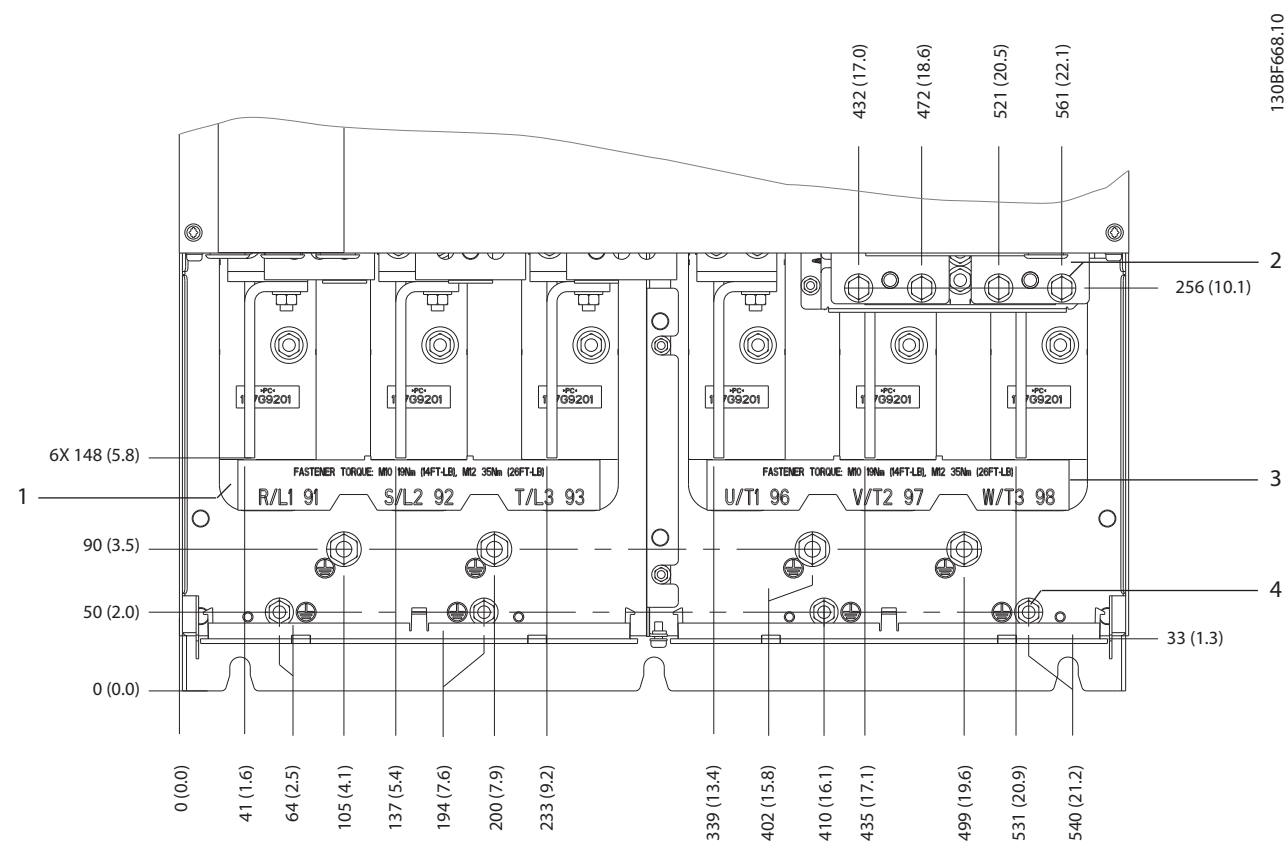 130BF668.10
432 (17.0)
472 (18.6)
521 (20.5)
561 (22.1)
2
256 (10.1)
»PC«
»PC«
»PC«
»PC«
»PC«
»PC«
6X 148 (5.8)
FASTENER TORQUE: M10 19Nm (14FT-LB), M12 35Nm (26FT-LB)
FASTENER TORQUE: M10 19Nm (14FT-LB), M12 35Nm (26FT-LB)
1
R/L1 91 S/L2 92 T/L3 93
U/T1 96 V/T2 97 W/T3 98
3
90 (3.5)
50 (2.0)
4
33 (1.3)
0 (0.0)
0 (0.0)
41 (1.6)
64 (2.5)
105 (4.1)
137 (5.4)
194 (7.6)
200 (7.9)
233 (9.2)
339 (13.4)
402 (15.8)
410 (16.1)
435 (17.1)
499 (19.6)
531 (20.9)
540 (21.2)